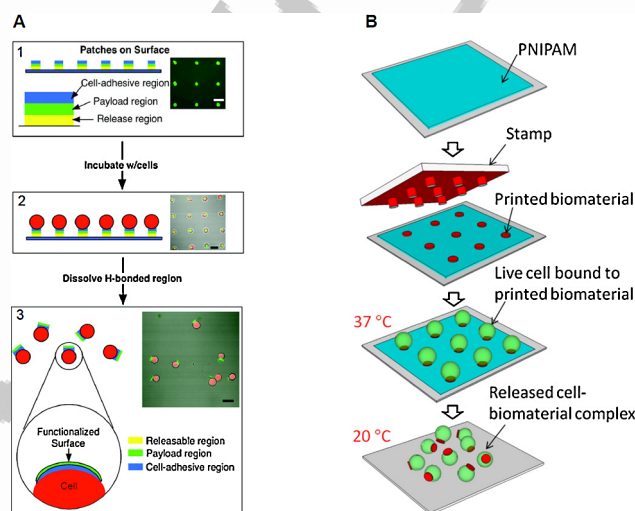 A
1
Patches on Surface
Cell-adhesive region
Payload region
Release region
Incubate w/cells
2
Dissolve H-bonded region
3
Functionalized
Surface
Cell
Releasable region
Payload region
Cell-adhesive region
B
PNIPAM
Stamp
Printed biomaterial
Live cell bound to
printed biomaterial
37 °C
Released cell-
biomaterial complex
20 °C